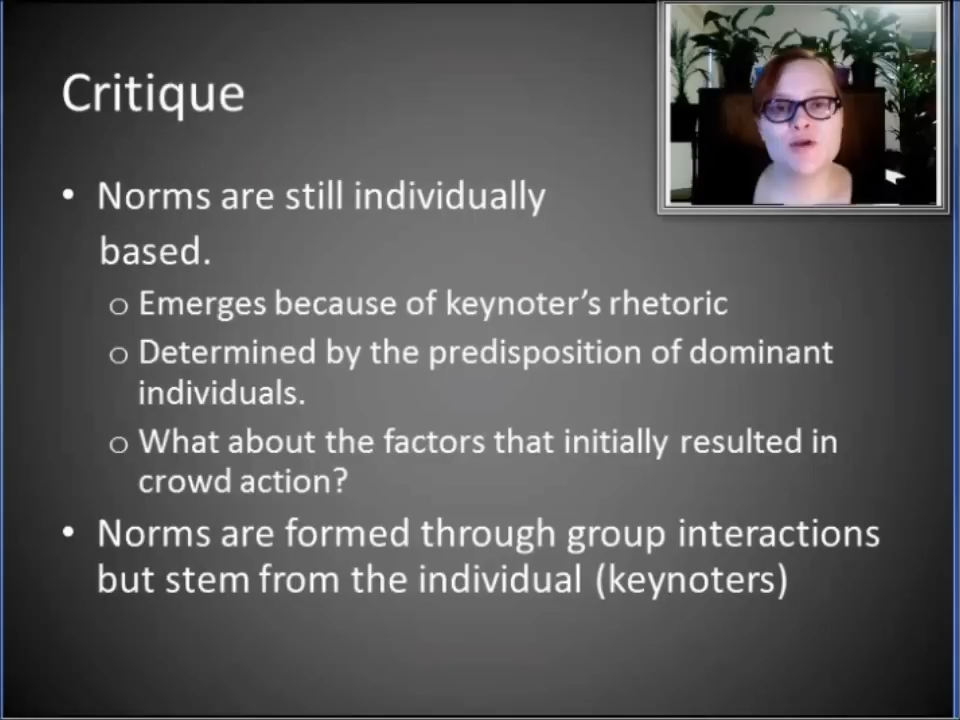 Critique
• Norms are still individually
based.
o Emerges because of keynoter’s rhetoric
o Determined by the predisposition of dominant
individuals.
o What about the factors that initially resulted in
crowd action?
• Norms are formed through group interactions
but stem from the individual (keynoters)